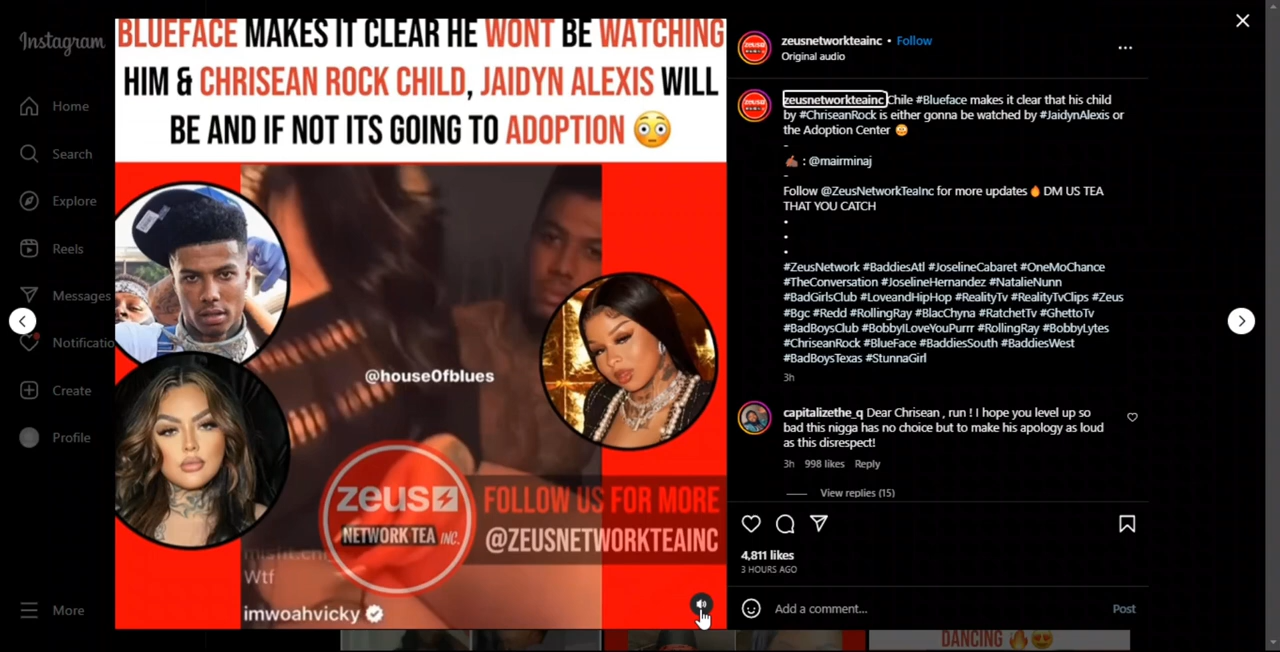 Instagram
Home
Search
Explore
Reels
Messages
Notificatio
Create
Profile
More
BLUEFACE MAKES IT CLEAR HE WONT BE WATCHING
HIM & CHRISEAN ROCK CHILD, JAIDYN ALEXIS WILL
BE AND IF NOT ITS GOING TO ADOPTION 😳
@house0fblues
zeus
NETWORK TEA INC.
FOLLOW US FOR MORE
@ZEUSNETWORKTEAINC
misfit.
Wtf
imwoahvicky
DANCING 🔥😍
zeusnetworkteainc • Follow
Original audio
...
zeusnetworkteainc Chile #Blueface makes it clear that his child
by #ChriseanRock is either gonna be watched by #JaidynAlexis or
the Adoption Center 😳
-
✍🏾 : @mairminaj
-
Follow @ZeusNetworkTeaInc for more updates🔥 DM US TEA
THAT YOU CATCH
•
•
•
#ZeusNetwork #BaddiesAtl #JoselineCabaret #OneMoChance
#TheConversation #JoselineHernandez #NatalieNunn
#BadGirlsClub #LoveandHipHop #RealityTv #RealityTvClips #Zeus
#Bgc #Redd #RollingRay #BlacChyna #RatchetTv #GhettoTv
#BadBoysClub #BobbyILoveYouPurrr #RollingRay #BobbyLytes
#ChriseanRock #BlueFace #BaddiesSouth #BaddiesWest
#BadBoysTexas #StunnaGirl
3h
capitalizethe_q Dear Chrisean , run ! I hope you level up so
bad this nigga has no choice but to make his apology as loud
as this disrespect!
3h 998 likes Reply
View replies (15)
4,811 likes
3 HOURS AGO
Add a comment...
Post